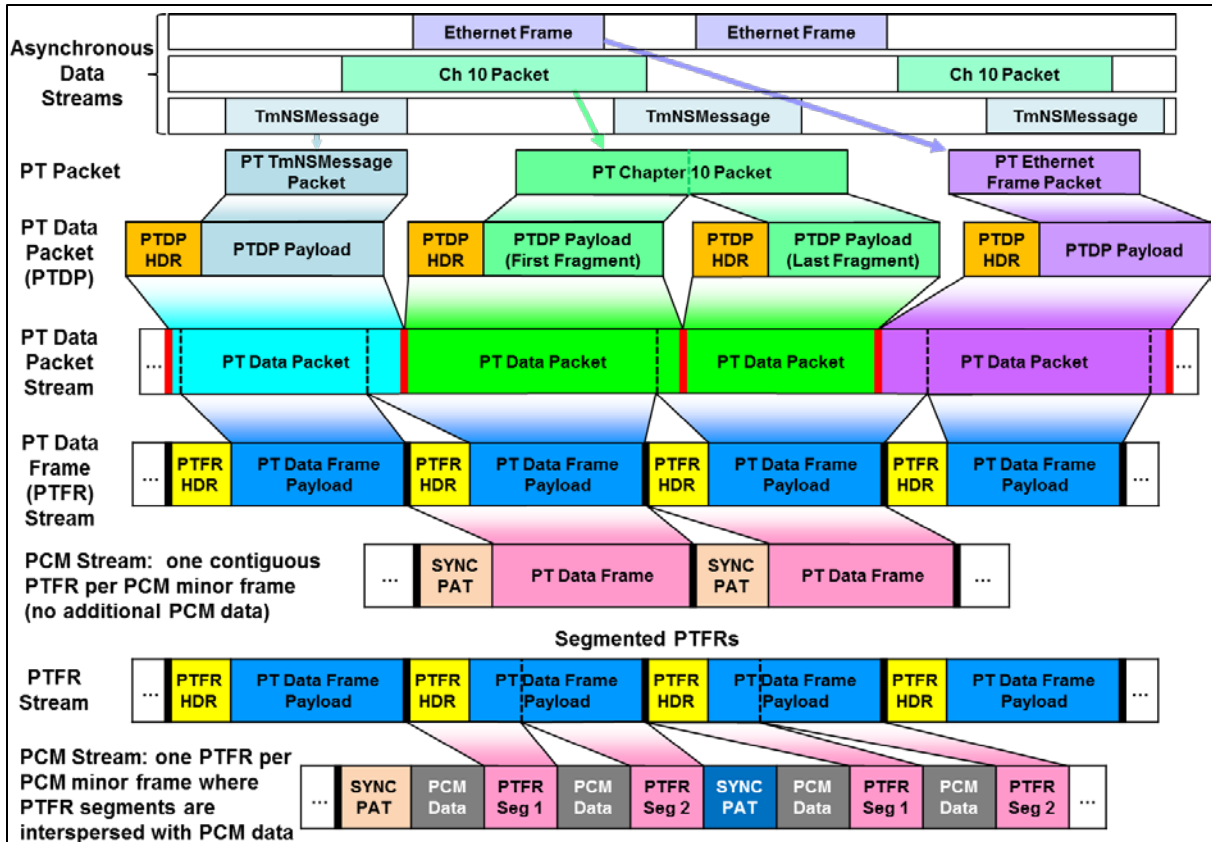 Asynchronous
Data
Streams
Ethernet Frame
Ethernet Frame
Ch 10 Packet
Ch 10 Packet
TmNSMessage
TmNSMessage
TmNSMessage
PT Packet
PT TmNSMessage
Packet
PT Chapter 10 Packet
PT Ethernet
Frame Packet
PT Data
Packet
(PTDP)
PTDP
HDR
PTDP Payload
PTDP
HDR
PTDP Payload
(First Fragment)
PTDP
HDR
PTDP Payload
(Last Fragment)
PTDP
HDR
PTDP Payload
PT Data
Packet
Stream
...
PT Data Packet
PT Data Packet
PT Data Packet
PT Data Packet
...
PT Data
Frame
(PTFR)
Stream
...
PTFR
HDR
PT Data Frame
Payload
PTFR
HDR
PT Data Frame
Payload
PTFR
HDR
PT Data Frame
Payload
PTFR
HDR
PT Data Frame
Payload
...
PCM Stream: one contiguous
PTFR per PCM minor frame
(no additional PCM data)
...
SYNC
PAT
PT Data Frame
SYNC
PAT
PT Data Frame
...
Segmented PTFRs
PTFR
Stream
...
PTFR
HDR
PT Data Frame
Payload
PTFR
HDR
PT Data Frame
Payload
PTFR
HDR
PT Data Frame
Payload
PTFR
HDR
PT Data Frame
Payload
...
PCM Stream: one PTFR per
PCM minor frame where
PTFR segments are
interspersed with PCM data
...
SYNC
PAT
PCM
Data
PTFR
Seg 1
PCM
Data
PTFR
Seg 2
SYNC
PAT
PCM
Data
PTFR
Seg 1
PCM
Data
PTFR
Seg 2
...